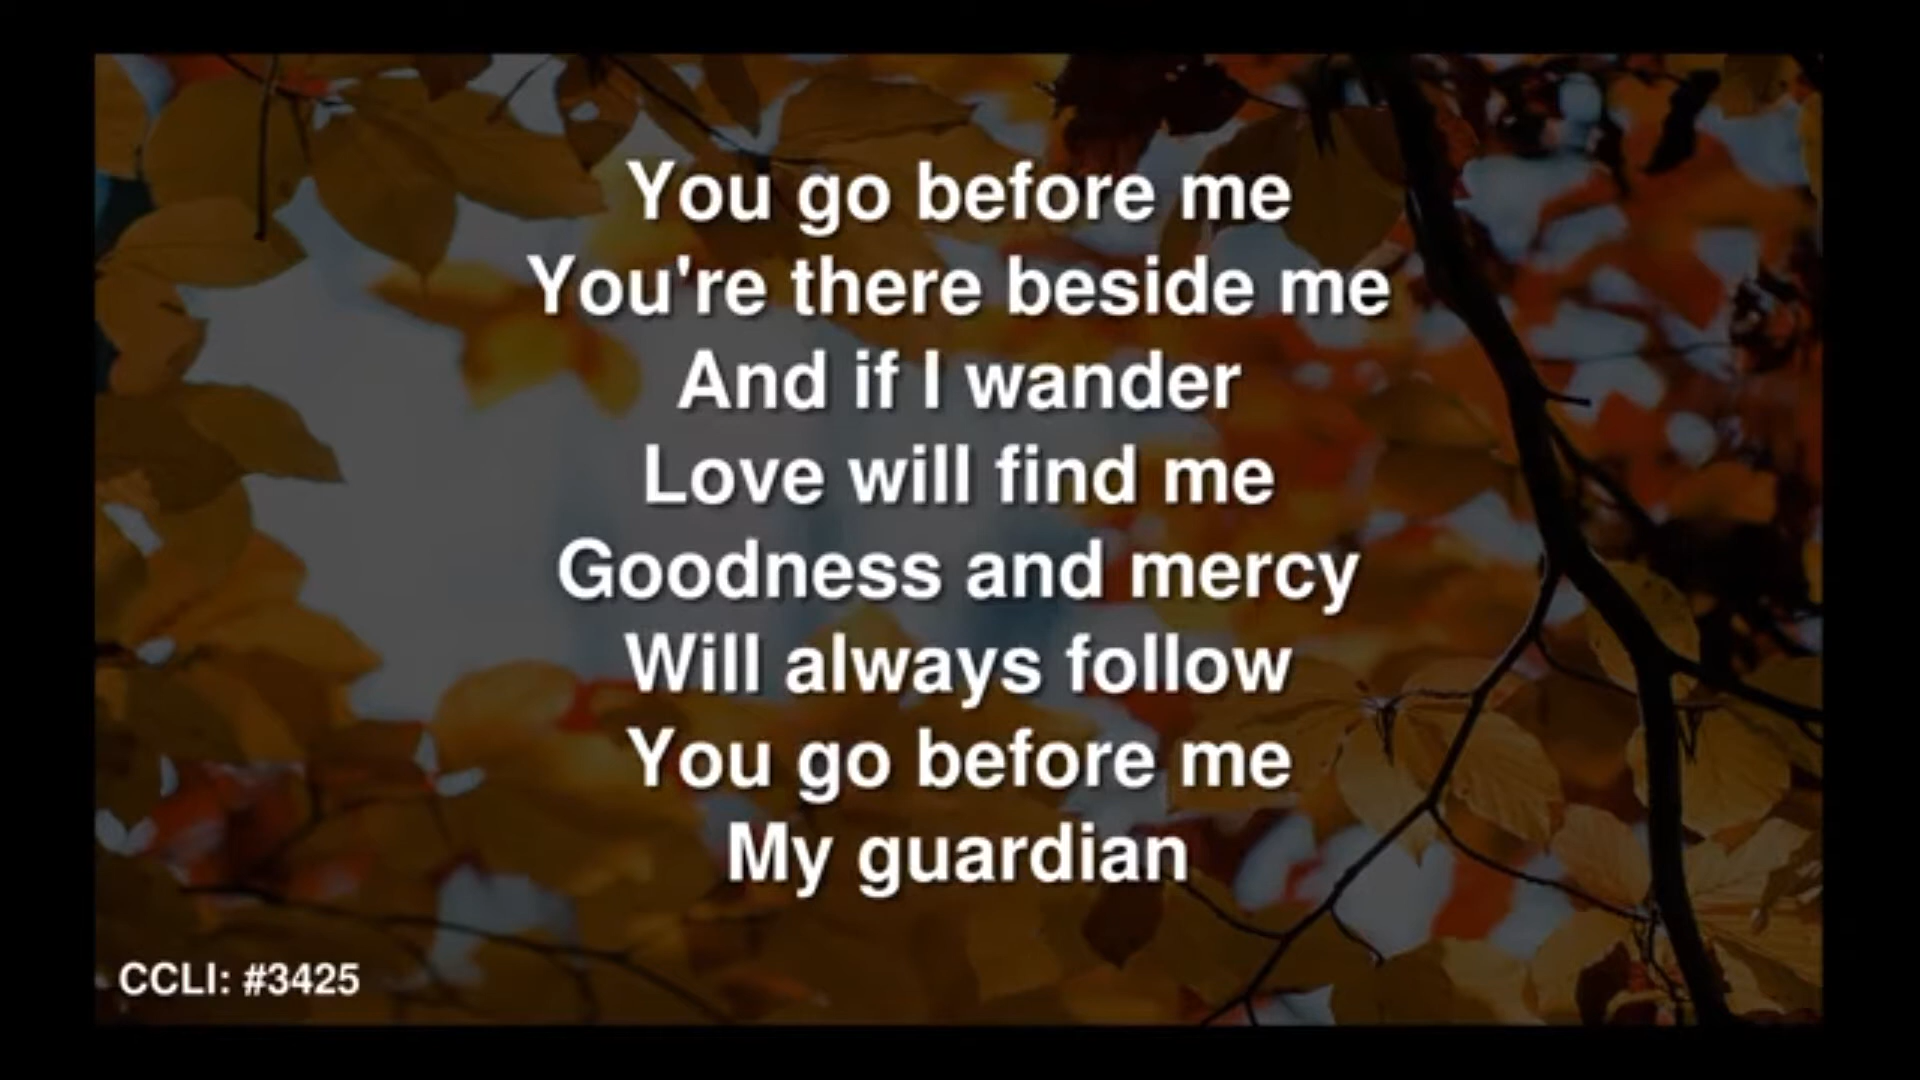 You go before me
You're there beside me
And if I wander
Love will find me
Goodness and mercy
Will always follow
You go before me
My guardian
CCLI: #3425